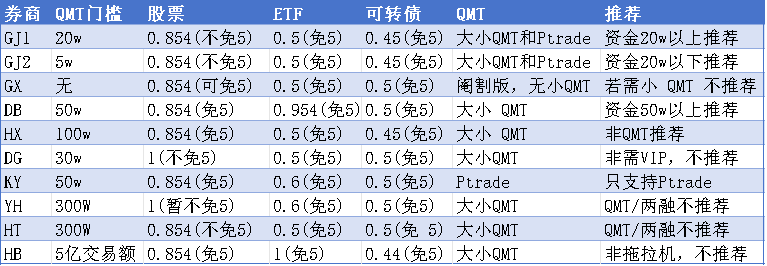 券商 QMT门槛 股票 ETF 可转债 QMT 推荐
GJ1 20w 0.854(不免5) 0.5(免5) 0.45(免5) 大小QMT和Ptrade 资金20w以上推荐
GJ2 5w 0.854(不免5) 0.5(免5) 0.45(免5) 大小QMT和Ptrade 资金20w以下推荐
GX 无 0.854(可免5) 0.5(免5) 0.5(免5) 阉割版，无小QMT 若需小 QMT 不推荐
DB 50w 0.854(免5) 0.954(免5) 0.5(免5) 大小 QMT 资金50w以上推荐
HX 100w 0.854(免5) 0.5(免5) 0.45(免5) 大小QMT 非QMT推荐
DG 30w 1(不免5) 0.5(免5) 0.5(免5) 大小QMT 非需VIP，不推荐
KY 50w 0.854(免5) 0.6(免5) 0.5(免5) Ptrade 只支持Ptrade
YH 300W 1(暂不免5) 0.6(免5) 0.5(免5) 大小QMT QMT/两融不推荐
HT 300W 0.854(不免5) 0.5(免5) 0.5(免 5) 大小QMT QMT/两融不推荐
HB 5亿交易额 0.854(免5) 1(免5) 0.44(免5) 大小QMT 非拖拉机，不推荐